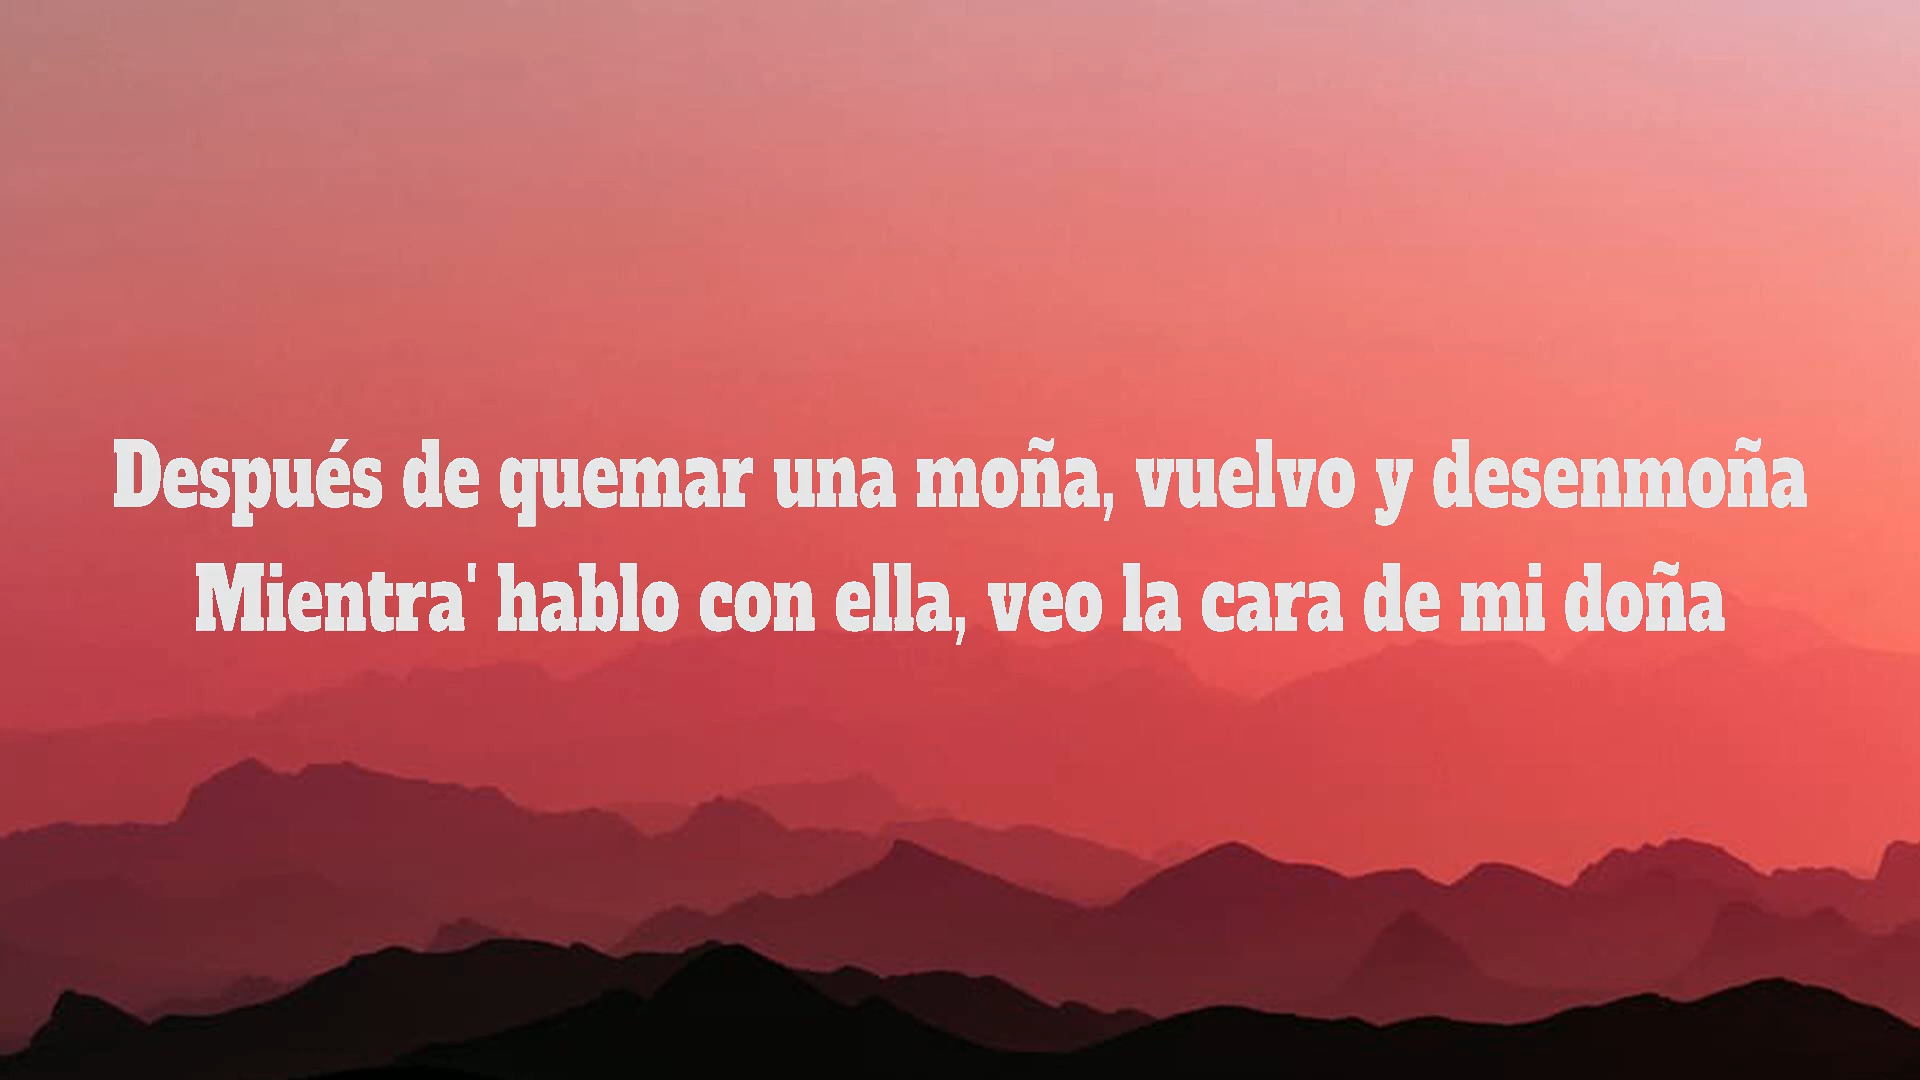 Después de quemar una moña, vuelvo y desenmoña
Mientra' hablo con ella, veo la cara de mi doña